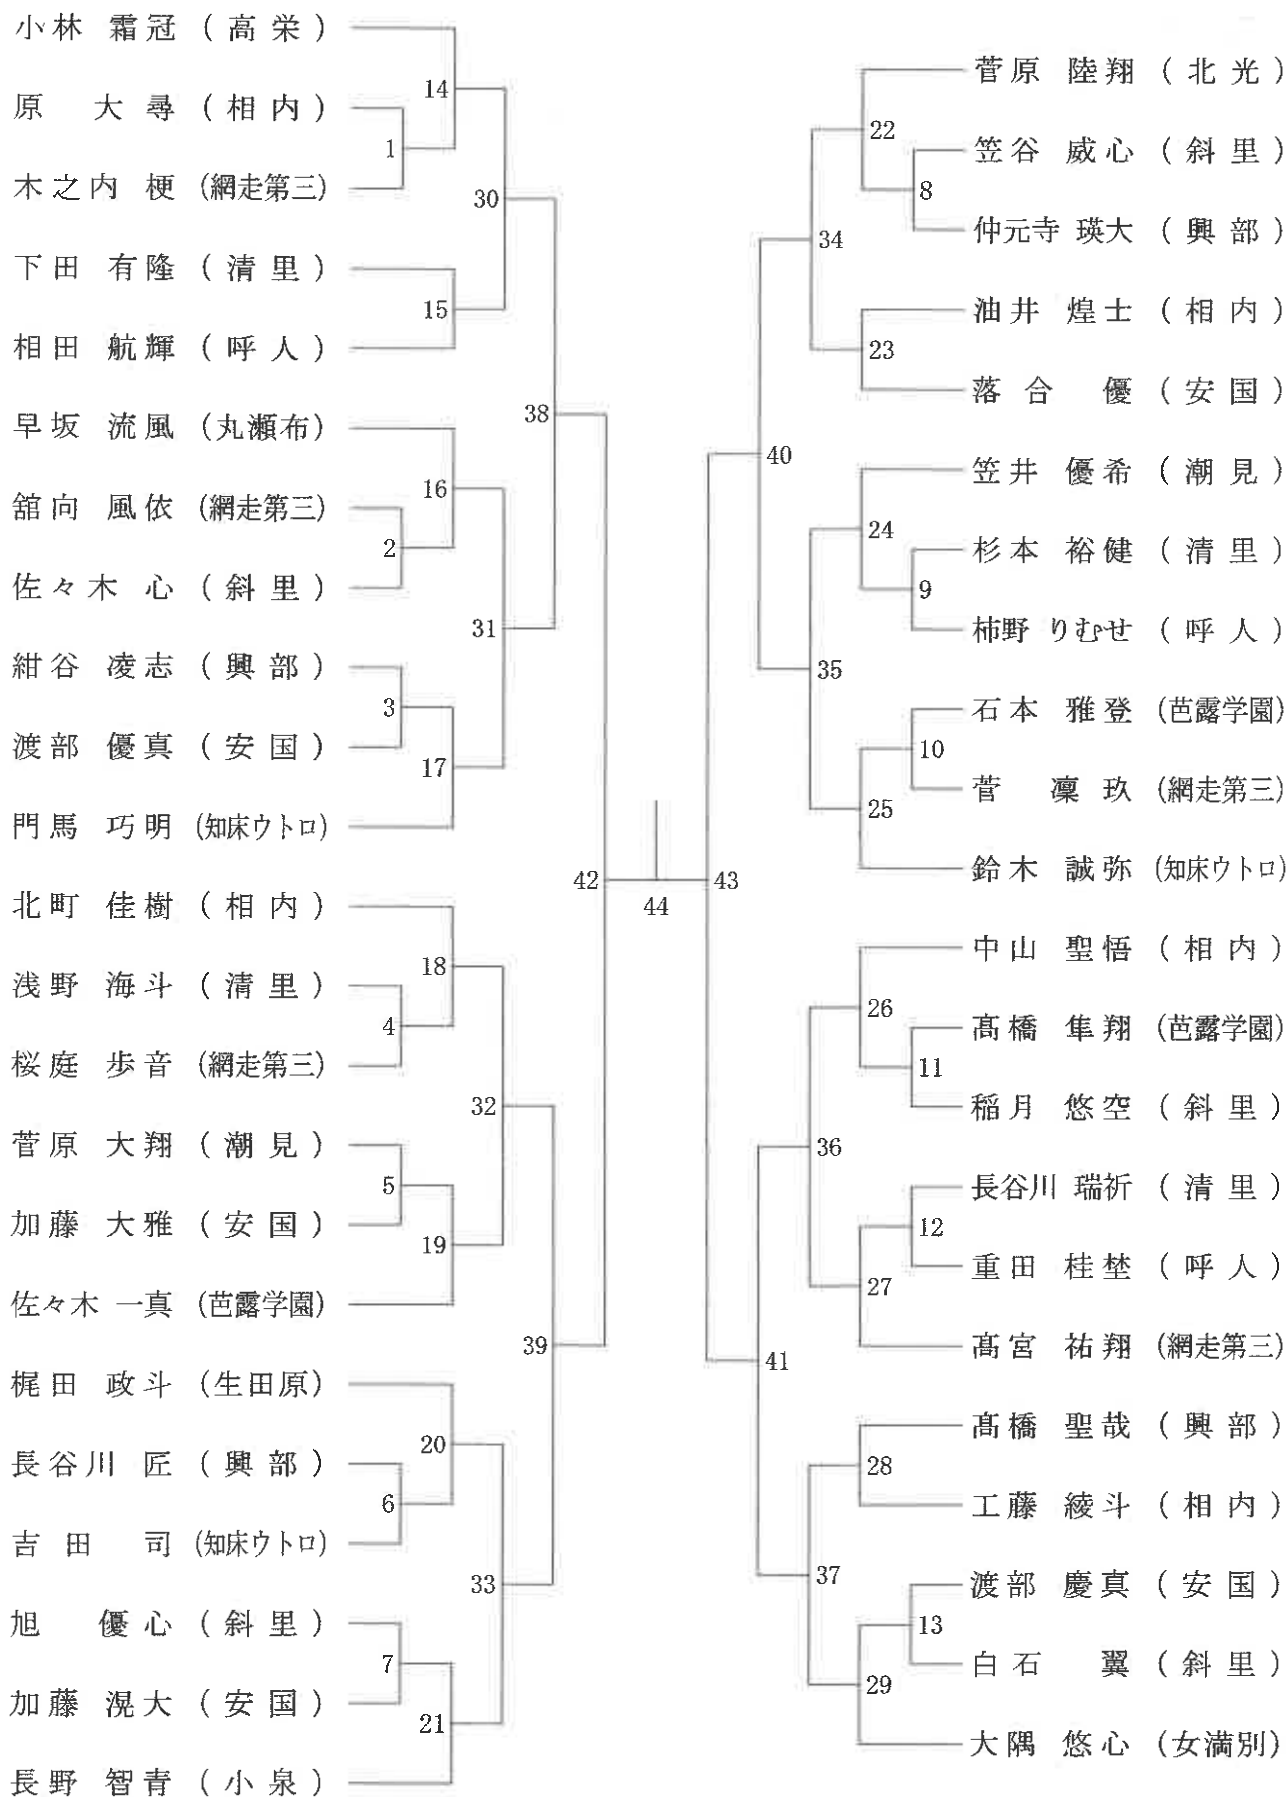 小林 霜冠 (高栄)
原 大尋 (相内)
木之内 梗 (網走第三)
下田 有隆 (清里)
相田 航輝 (呼人)
早坂 流風 (丸瀬布)
舘向 風依 (網走第三)
佐々木 心 (斜里)
紺谷 凌志 (興部)
渡部 優真 (安国)
門馬 巧明 (知床ウトロ)
北町 佳樹 (相内)
浅野 海斗 (清里)
桜庭 歩音 (網走第三)
菅原 大翔 (潮見)
加藤 大雅 (安国)
佐々木 一真 (芭露学園)
梶田 政斗 (生田原)
長谷川 匠 (興部)
吉田 司 (知床ウトロ)
旭 優心 (斜里)
加藤 滉大 (安国)
長野 智青 (小泉)
1
2
3
4
5
6
7
14
15
16
17
18
19
20
21
30
31
32
33
38
39
42
44
43
40
41
34
35
36
37
22
23
24
25
26
27
28
29
8
9
10
11
12
13
菅原 陸翔 (北光)
笠谷 威心 (斜里)
仲元寺 瑛大 (興部)
油井 煌士 (相内)
落合 優 (安国)
笠井 優希 (潮見)
杉本 裕健 (清里)
柿野 りむせ (呼人)
石本 雅登 (芭露学園)
菅 凜玖 (網走第三)
鈴木 誠弥 (知床ウトロ)
中山 聖悟 (相内)
髙橋 隼翔 (芭露学園)
稲月 悠空 (斜里)
長谷川 瑞祈 (清里)
重田 桂埜 (呼人)
髙宮 祐翔 (網走第三)
髙橋 聖哉 (興部)
工藤 綾斗 (相内)
渡部 慶真 (安国)
白石 翼 (斜里)
大隅 悠心 (女満別)